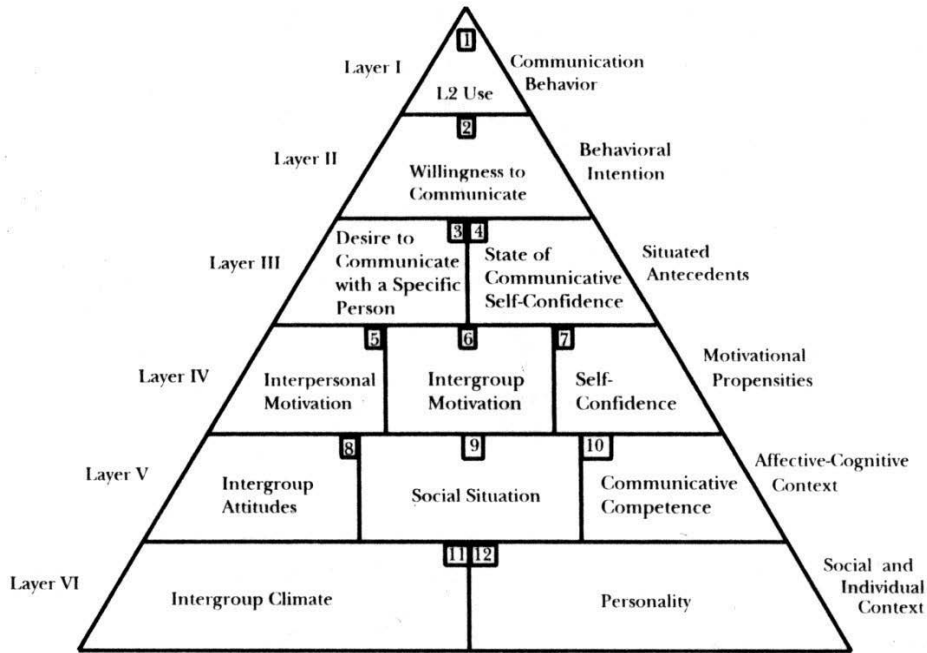 1
Layer I
L2 Use
Communication
Behavior
2
Layer II
Willingness to
Communicate
Behavioral
Intention
3
4
Layer III
Desire to
Communicate
with a Specific
Person
State of
Communicative
Self-Confidence
Situated
Antecedents
5
6
7
Layer IV
Interpersonal
Motivation
Intergroup
Motivation
Self-
Confidence
Motivational
Propensities
8
9
10
Layer V
Intergroup
Attitudes
Social Situation
Communicative
Competence
Affective-Cognitive
Context
11
12
Layer VI
Intergroup Climate
Personality
Social and
Individual
Context